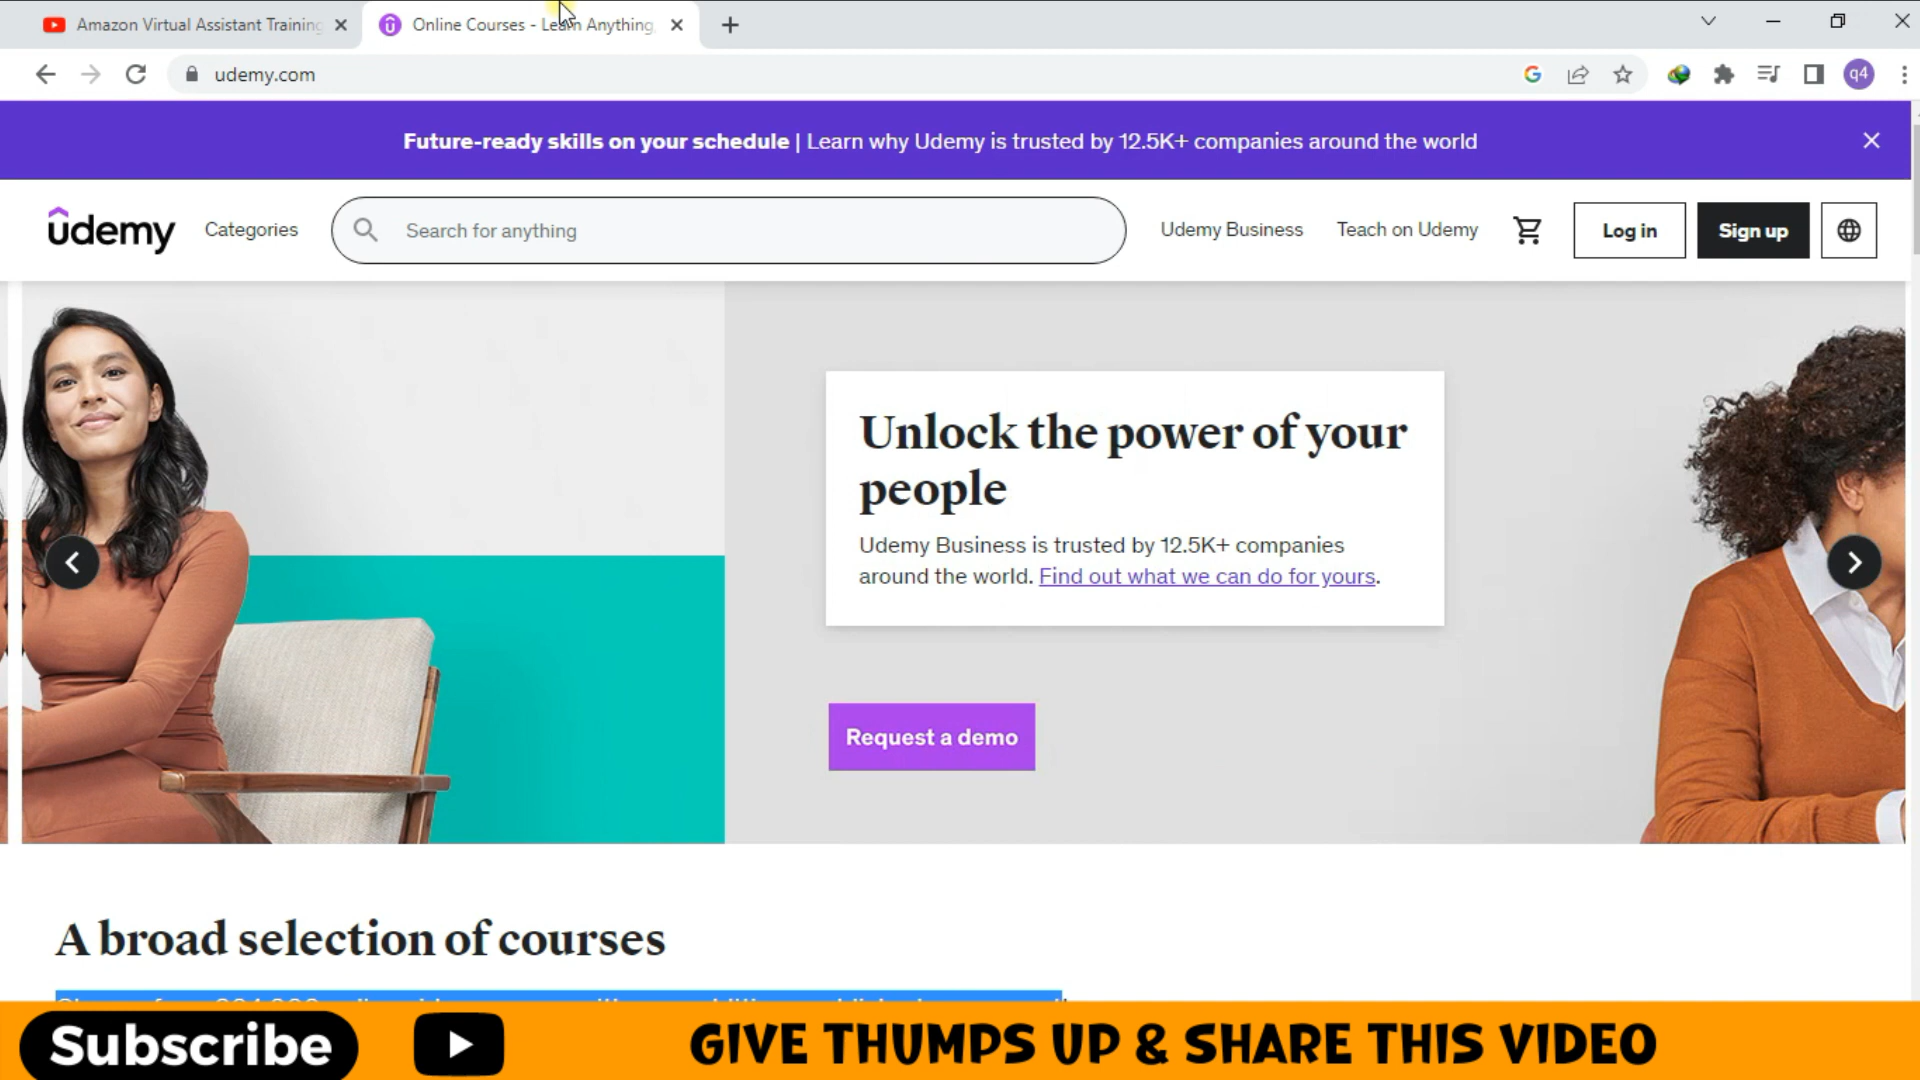 Amazon Virtual Assistant Training
Online Courses - Learn Anything,
udemy.com
q4
Future-ready skills on your schedule | Learn why Udemy is trusted by 12.5K+ companies around the world
udemy
Categories
Search for anything
Udemy Business
Teach on Udemy
Log in
Sign up
Unlock the power of your
people
Udemy Business is trusted by 12.5K+ companies
around the world. Find out what we can do for yours.
Request a demo
A broad selection of courses
Subscribe
GIVE THUMPS UP & SHARE THIS VIDEO